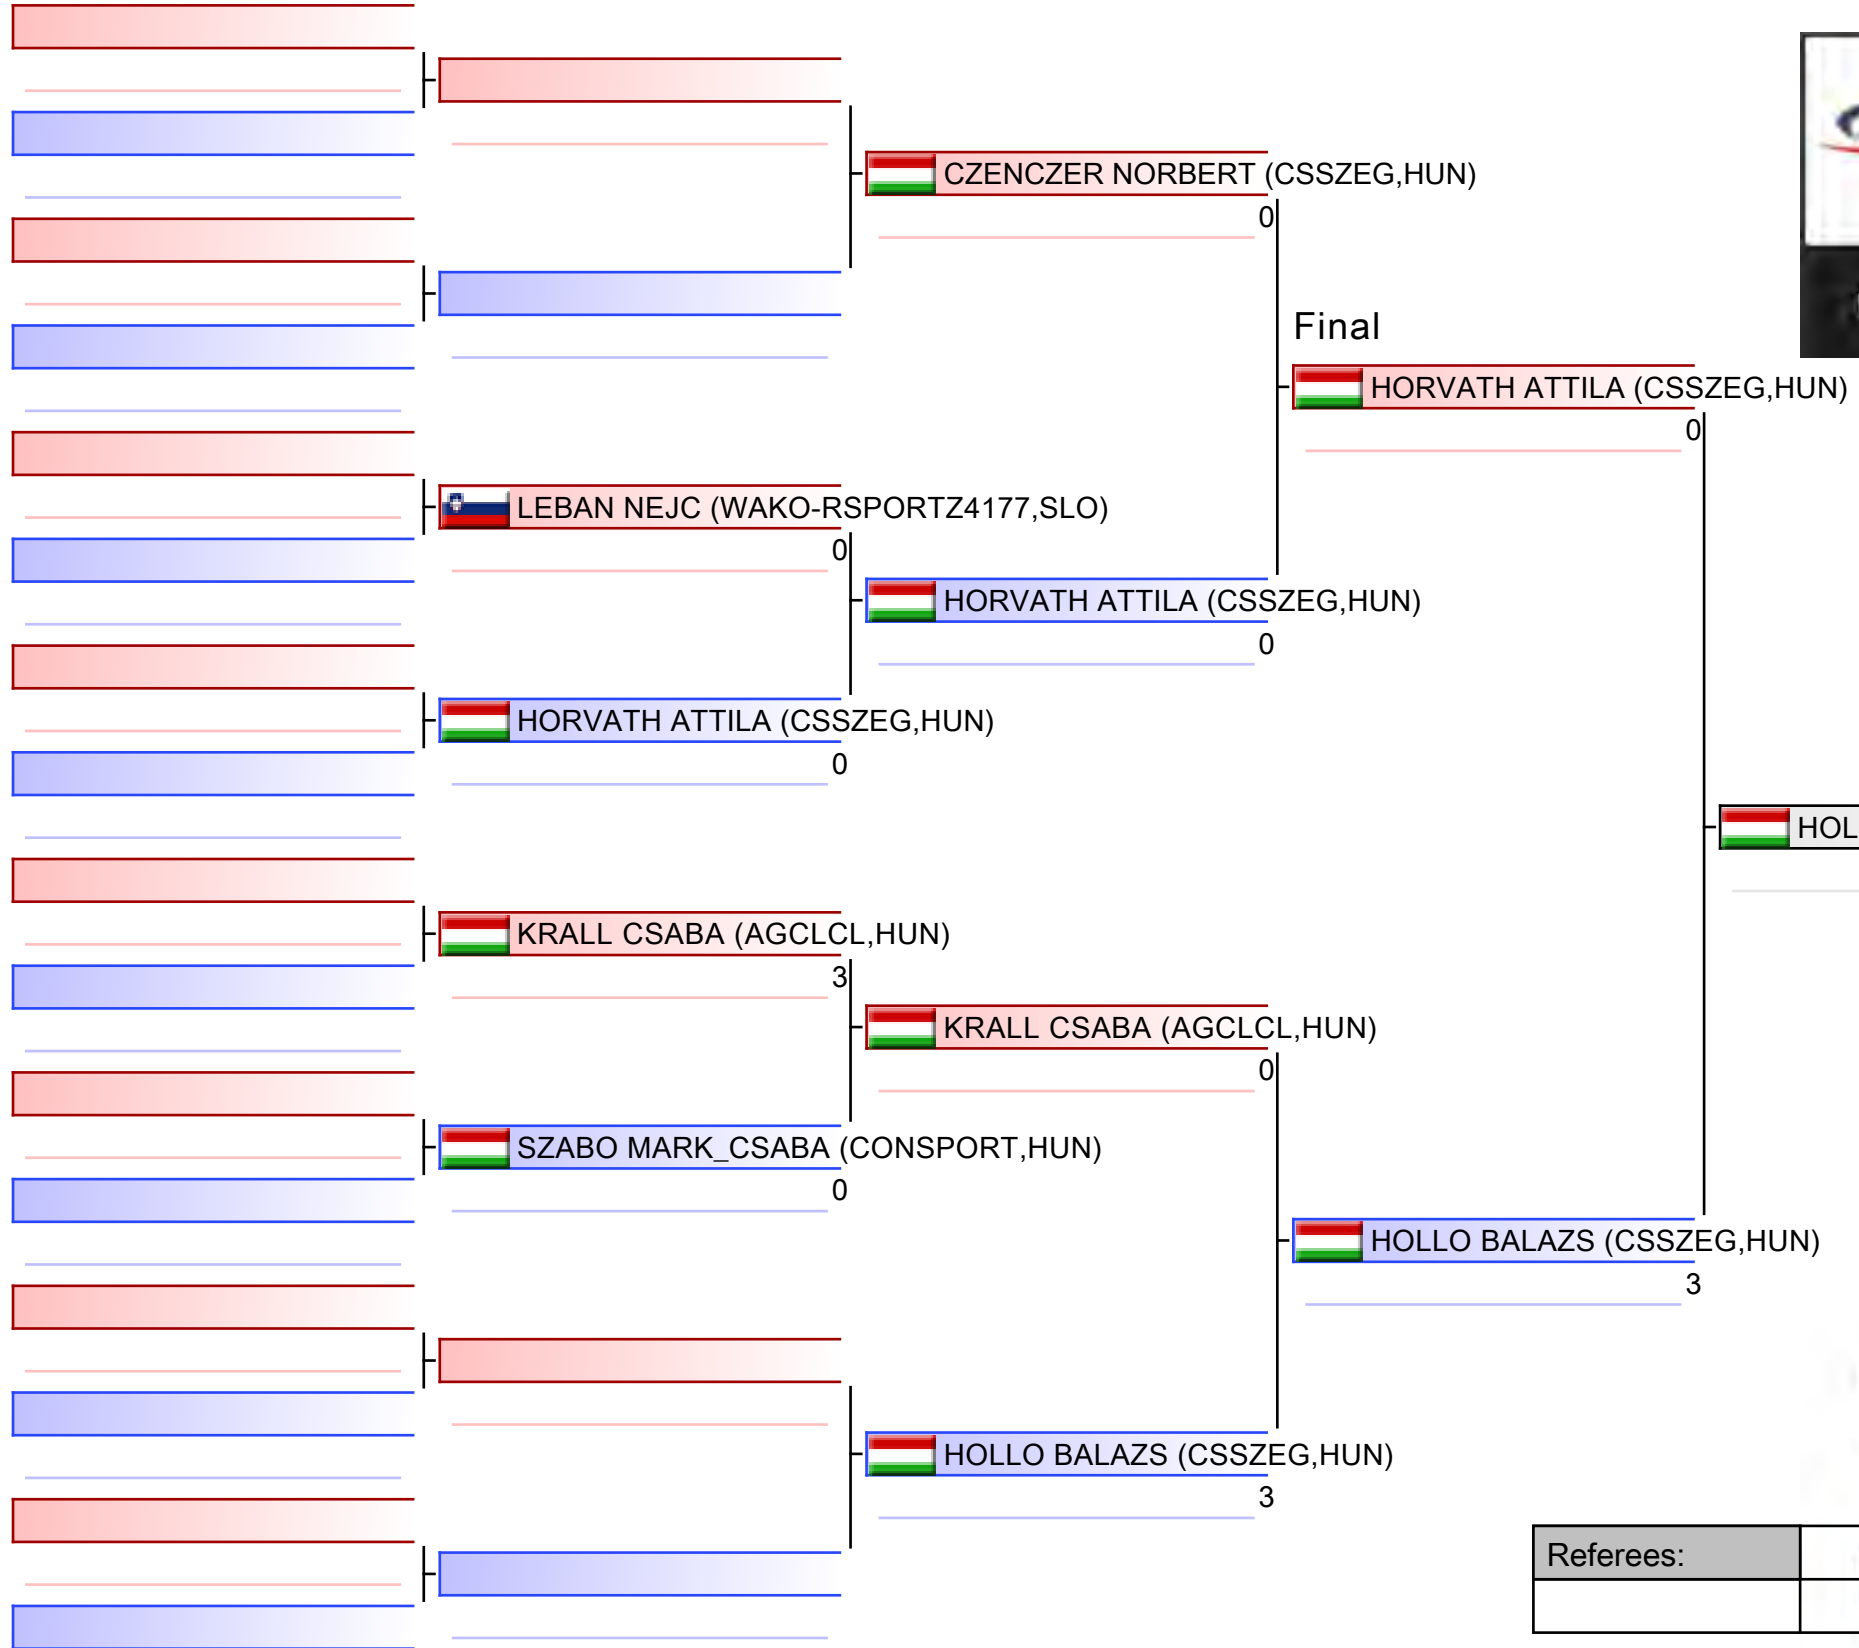 CZENCZER NORBERT (CSSZEG,HUN)
0
Final
HORVATH ATTILA (CSSZEG,HUN)
0
LEBAN NEJC (WAKO-RSPORTZ4177,SLO)
0
HORVATH ATTILA (CSSZEG,HUN)
0
HORVATH ATTILA (CSSZEG,HUN)
0
HOL
KRALL CSABA (AGCLCL,HUN)
3
KRALL CSABA (AGCLCL,HUN)
0
SZABO MARK_CSABA (CONSPORT,HUN)
0
HOLLO BALAZS (CSSZEG,HUN)
3
HOLLO BALAZS (CSSZEG,HUN)
3
Referees: